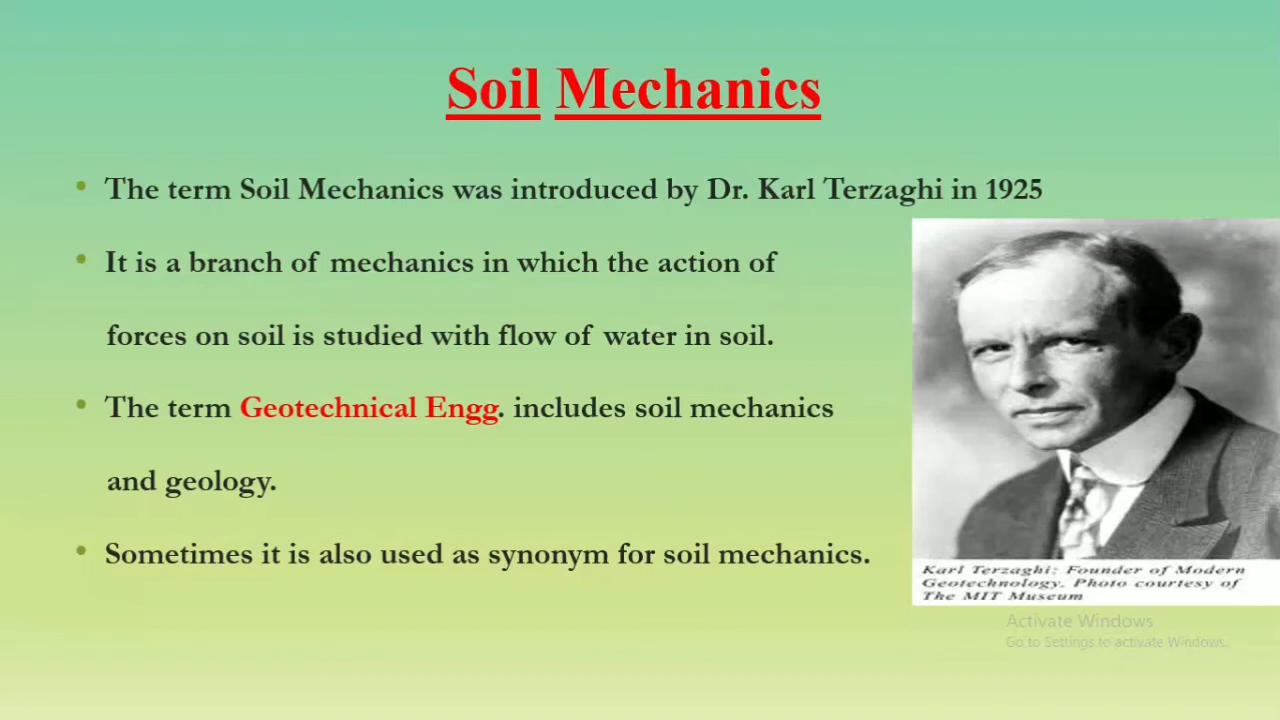 Soil Mechanics
• The term Soil Mechanics was introduced by Dr. Karl Terzaghi in 1925
• It is a branch of mechanics in which the action of
forces on soil is studied with flow of water in soil.
• The term Geotechnical Engg. includes soil mechanics
and geology.
• Sometimes it is also used as synonym for soil mechanics.
Karl Terzaghi: Founder of Modern
Geotechnology. Photo courtesy of
The MIT Museum
Activate Windows
Go to Settings to activate Windows.